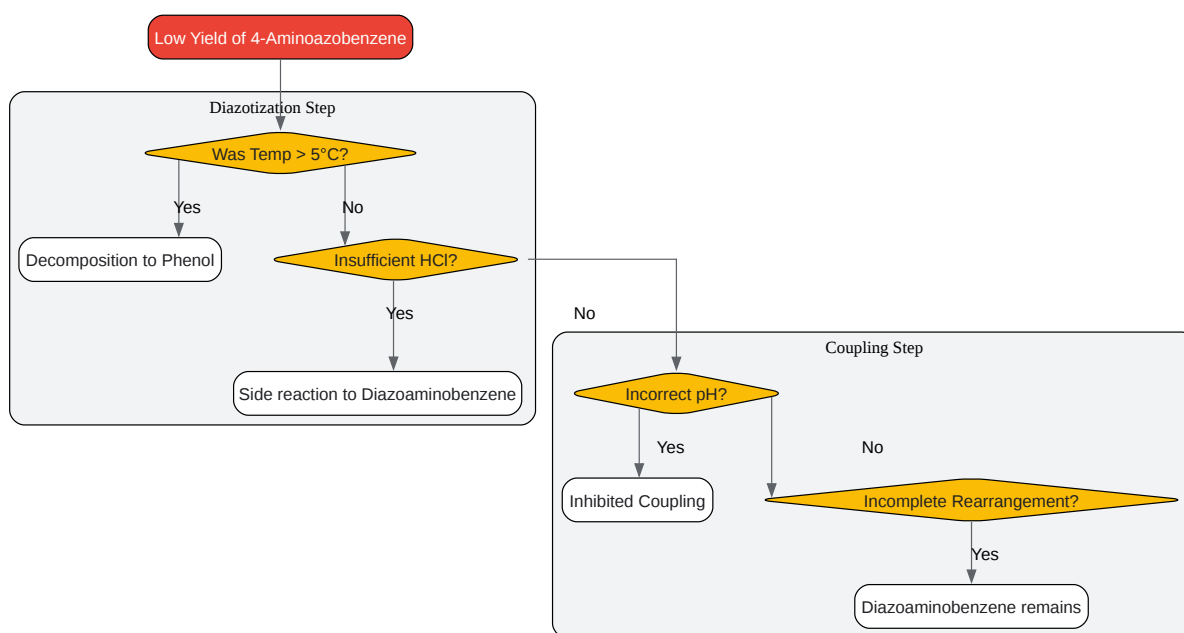 Low Yield of 4-Aminoazobenzene
Diazotization Step
Was Temp > 5°C?
Yes
No
Decomposition to Phenol
Insufficient HCl?
Yes
No
Side reaction to Diazoaminobenzene
Coupling Step
Incorrect pH?
Yes
No
Inhibited Coupling
Incomplete Rearrangement?
Yes
Diazoaminobenzene remains